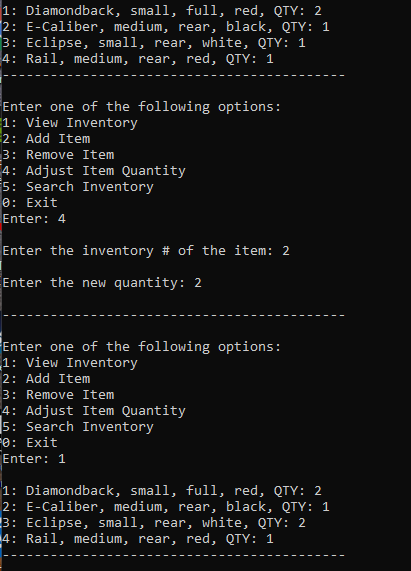 1: Diamondback, small, full, red, QTY: 2
2: E-Caliber, medium, rear, black, QTY: 1
3: Eclipse, small, rear, white, QTY: 1
4: Rail, medium, rear, red, QTY: 1
-------------------------------------------
Enter one of the following options:
1: View Inventory
2: Add Item
3: Remove Item
4: Adjust Item Quantity
5: Search Inventory
0: Exit
Enter: 4
Enter the inventory # of the item: 2
Enter the new quantity: 2
-------------------------------------------
Enter one of the following options:
1: View Inventory
2: Add Item
3: Remove Item
4: Adjust Item Quantity
5: Search Inventory
0: Exit
Enter: 1
1: Diamondback, small, full, red, QTY: 2
2: E-Caliber, medium, rear, black, QTY: 1
3: Eclipse, small, rear, white, QTY: 2
4: Rail, medium, rear, red, QTY: 1
-------------------------------------------